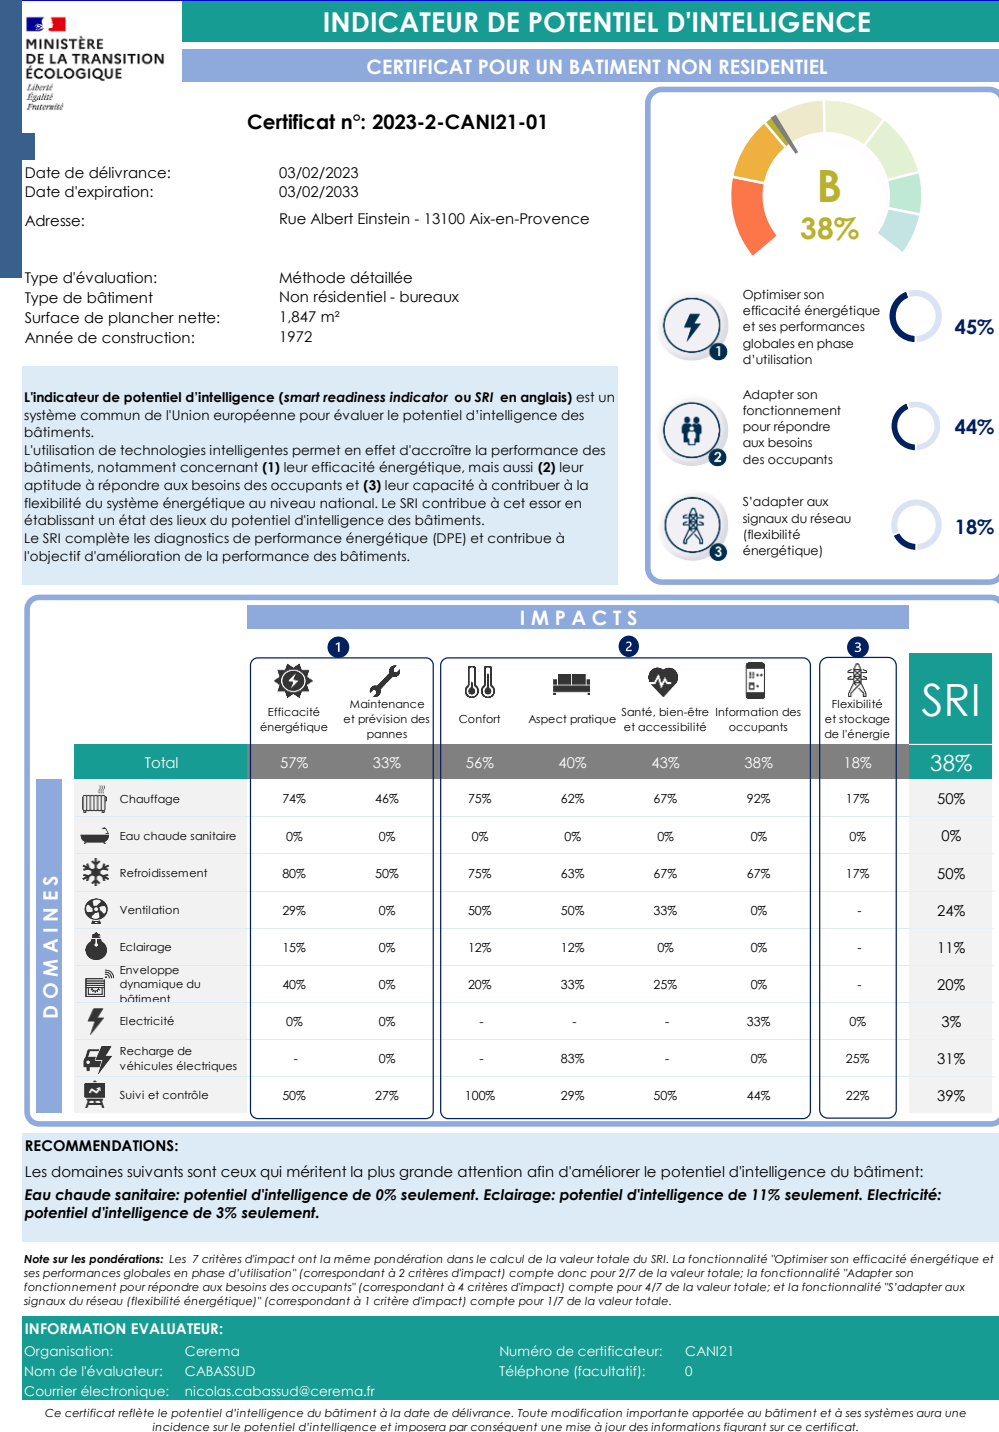 MINISTÈRE
DE LA TRANSITION
ÉCOLOGIQUE
Liberté
Égalité
Fraternité
INDICATEUR DE POTENTIEL D'INTELLIGENCE
CERTIFICAT POUR UN BATIMENT NON RESIDENTIEL
Certificat n°: 2023-2-CANI21-01
Date de délivrance: 03/02/2023
Date d'expiration: 03/02/2033
Adresse: Rue Albert Einstein - 13100 Aix-en-Provence
Type d'évaluation: Méthode détaillée
Type de bâtiment Non résidentiel - bureaux
Surface de plancher nette: 1,847 m²
Année de construction: 1972
B
38%
Optimiser son
efficacité énergétique
et ses performances
globales en phase
d'utilisation
1
45%
Adapter son
fonctionnement
pour répondre
aux besoins
des occupants
2
44%
S'adapter aux
signaux du réseau
(flexibilité
énergétique)
3
18%
L'indicateur de potentiel d'intelligence (smart readiness indicator ou SRI en anglais) est un
système commun de l'Union européenne pour évaluer le potentiel d'intelligence des
bâtiments.
L'utilisation de technologies intelligentes permet en effet d'accroître la performance des
bâtiments, notamment concernant (1) leur efficacité énergétique, mais aussi (2) leur
aptitude à répondre aux besoins des occupants et (3) leur capacité à contribuer à la
flexibilité du système énergétique au niveau national. Le SRI contribue à cet essor en
établissant un état des lieux du potentiel d'intelligence des bâtiments.
Le SRI complète les diagnostics de performance énergétique (DPE) et contribue à
l'objectif d'amélioration de la performance des bâtiments.
IMPACTS
1 2 3
Efficacité
énergétique
Maintenance
et prévision des
pannes
Confort
Aspect pratique
Santé, bien-être
et accessibilité
Information des
occupants
Flexibilité
et stockage
de l'énergie
SRI
Total 57% 33% 56% 40% 43% 38% 18% 38%
DOMAINES
Chauffage 74% 46% 75% 62% 67% 92% 17% 50%
Eau chaude sanitaire 0% 0% 0% 0% 0% 0% 0% 0%
Refroidissement 80% 50% 75% 63% 67% 67% 17% 50%
Ventilation 29% 0% 50% 50% 33% 0% - 24%
Eclairage 15% 0% 12% 12% 0% 0% - 11%
Enveloppe
dynamique du
bâtiment
40% 0% 20% 33% 25% 0% - 20%
Electricité 0% 0% - - - 33% 0% 3%
Recharge de
véhicules électriques
- 0% - 83% - 0% 25% 31%
Suivi et contrôle 50% 27% 100% 29% 50% 44% 22% 39%
RECOMMENDATIONS:
Les domaines suivants sont ceux qui méritent la plus grande attention afin d'améliorer le potentiel d'intelligence du bâtiment:
Eau chaude sanitaire: potentiel d'intelligence de 0% seulement. Eclairage: potentiel d'intelligence de 11% seulement. Electricité:
potentiel d'intelligence de 3% seulement.
Note sur les pondérations: Les 7 critères d'impact ont la même pondération dans le calcul de la valeur totale du SRI. La fonctionnalité "Optimiser son efficacité énergétique et
ses performances globales en phase d'utilisation" (correspondant à 2 critères d'impact) compte donc pour 2/7 de la valeur totale; la fonctionnalité "Adapter son
fonctionnement pour répondre aux besoins des occupants" (correspondant à 4 critères d'impact) compte pour 4/7 de la valeur totale; et la fonctionnalité "S'adapter aux
signaux du réseau (flexibilité énergétique)" (correspondant à 1 critère d'impact) compte pour 1/7 de la valeur totale.
INFORMATION EVALUATEUR:
Organisation: Cerema Numéro de certificateur: CANI21
Nom de l'évaluateur: CABASSUD Téléphone (facultatif): 0
Courrier électronique: nicolas.cabassud@cerema.fr
Ce certificat reflète le potentiel d'intelligence du bâtiment à la date de délivrance. Toute modification importante apportée au bâtiment et à ses systèmes aura une
incidence sur le potentiel d'intelligence et imposera par conséquent une mise à jour des informations figurant sur ce certificat.